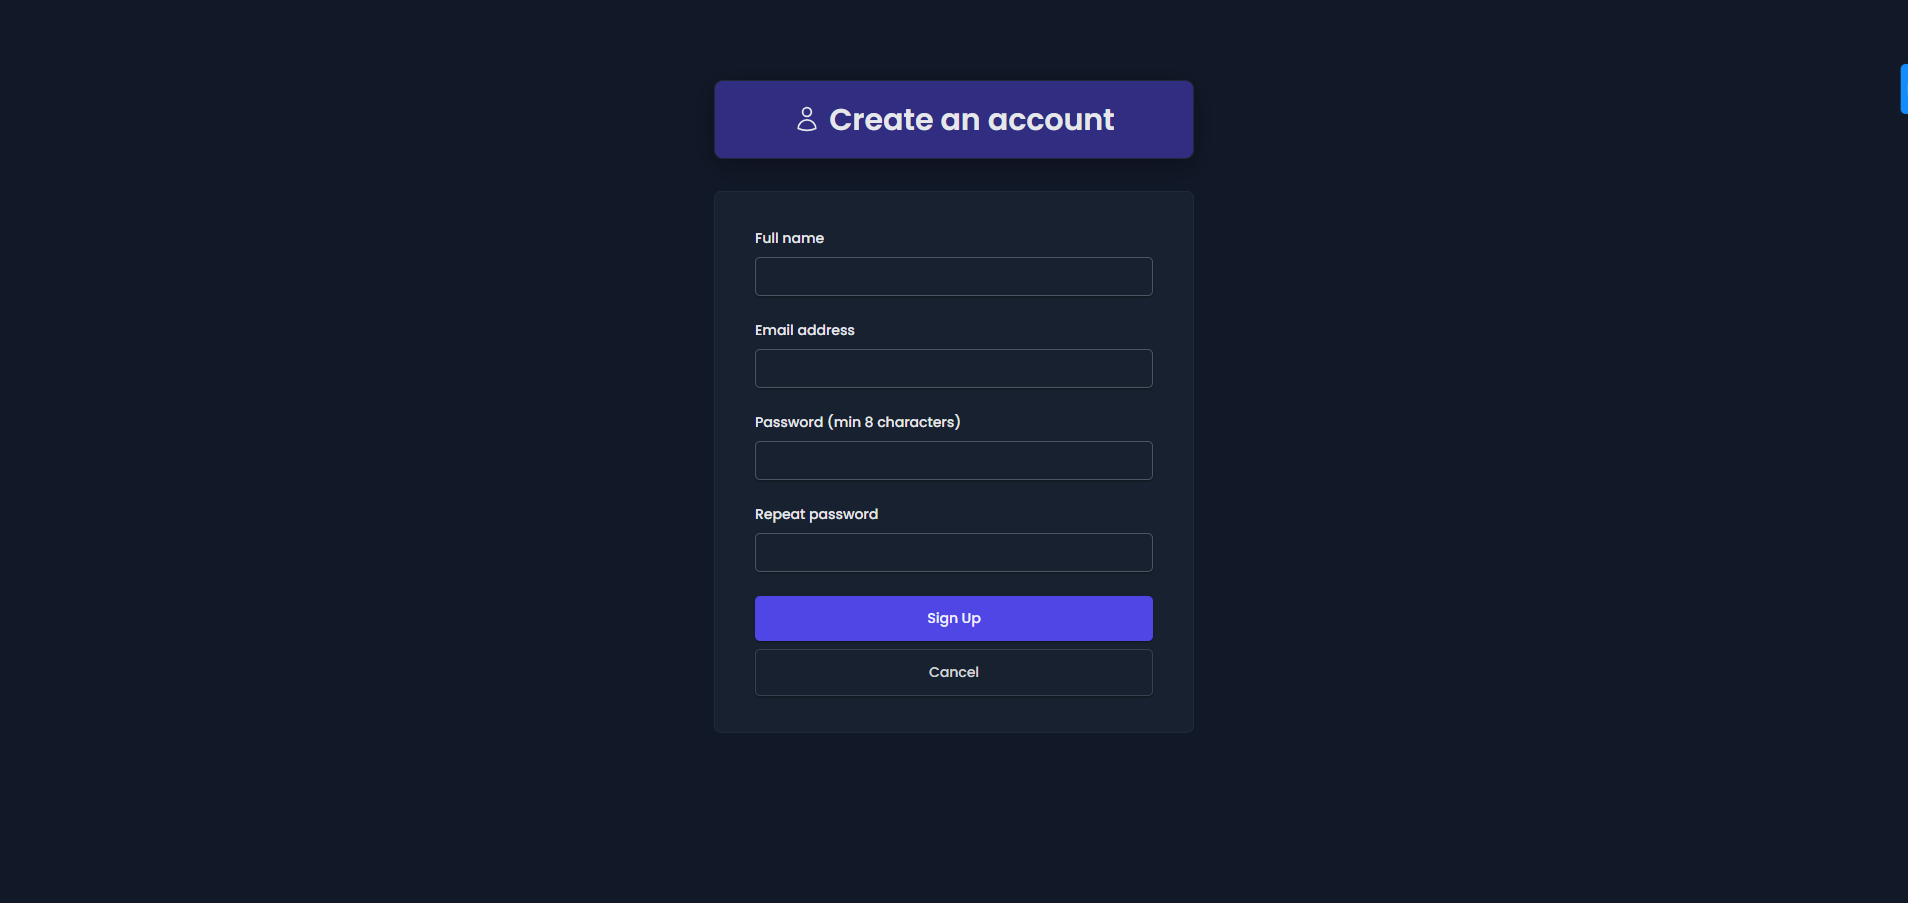 Create an account
Full name
Email address
Password (min 8 characters)
Repeat password
Sign Up
Cancel